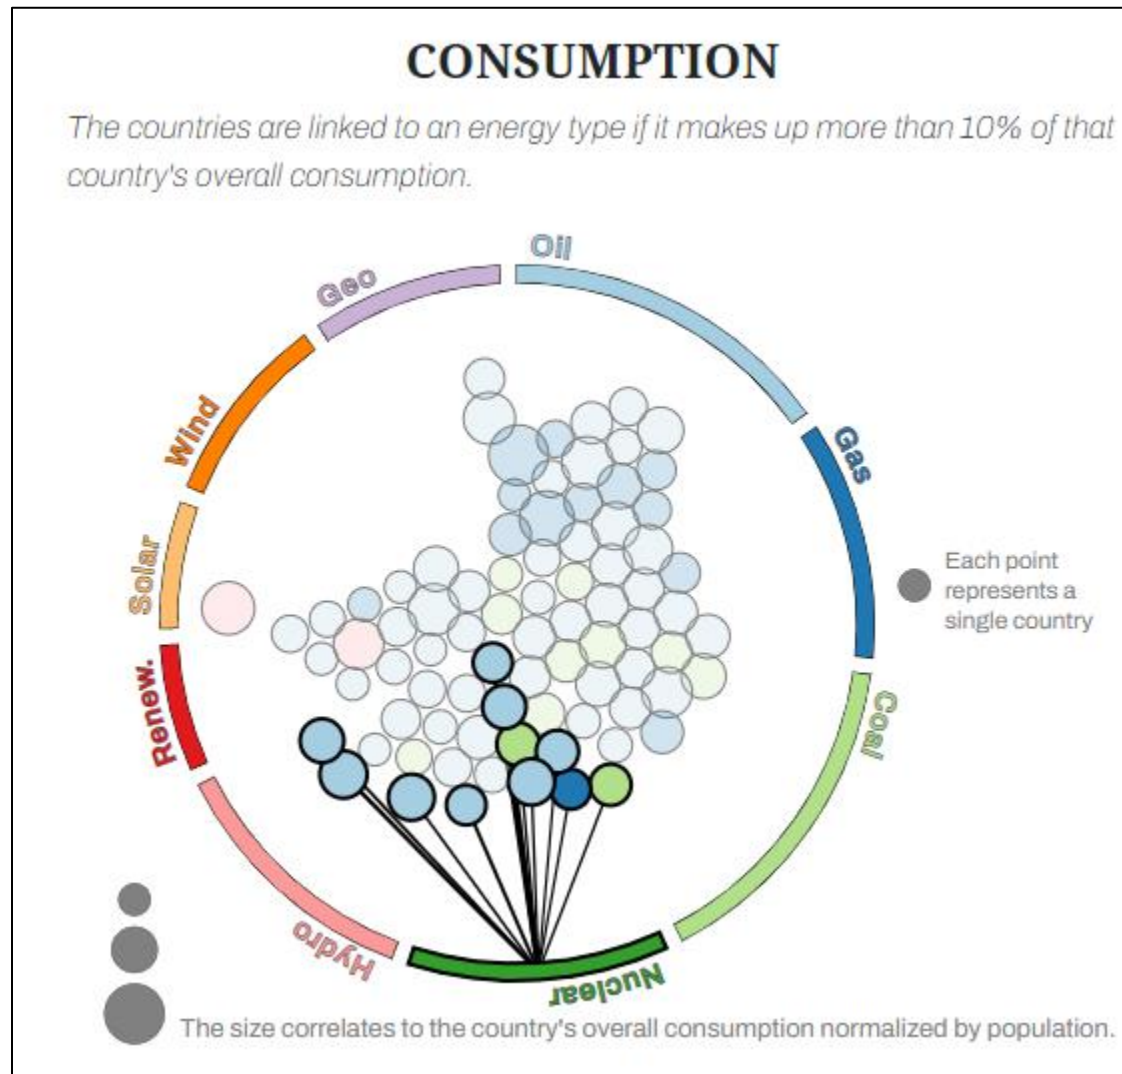 CONSUMPTION
The countries are linked to an energy type if it makes up more than 10% of that
country's overall consumption.
Oil
Geo
Gas
Wind
Solar
Each point
represents a
single country
Renew.
Coal
Hydro
Nuclear
The size correlates to the country's overall consumption normalized by population.